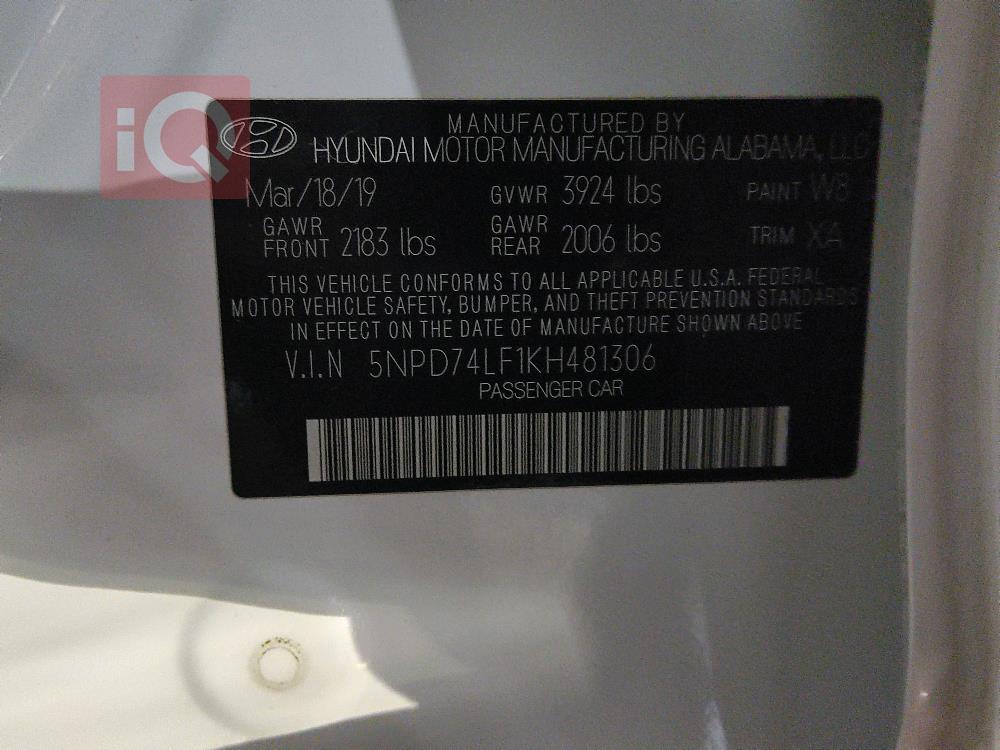 iQ
MANUFACTURED BY
HYUNDAI MOTOR MANUFACTURING ALABAMA, LLC
Mar/18/19 GVWR 3924 lbs PAINT W8
GAWR FRONT 2183 lbs GAWR REAR 2006 lbs TRIM XA
THIS VEHICLE CONFORMS TO ALL APPLICABLE U.S.A. FEDERAL
MOTOR VEHICLE SAFETY, BUMPER, AND THEFT PREVENTION STANDARDS
IN EFFECT ON THE DATE OF MANUFACTURE SHOWN ABOVE
V.I.N 5NPD74LF1KH481306
PASSENGER CAR